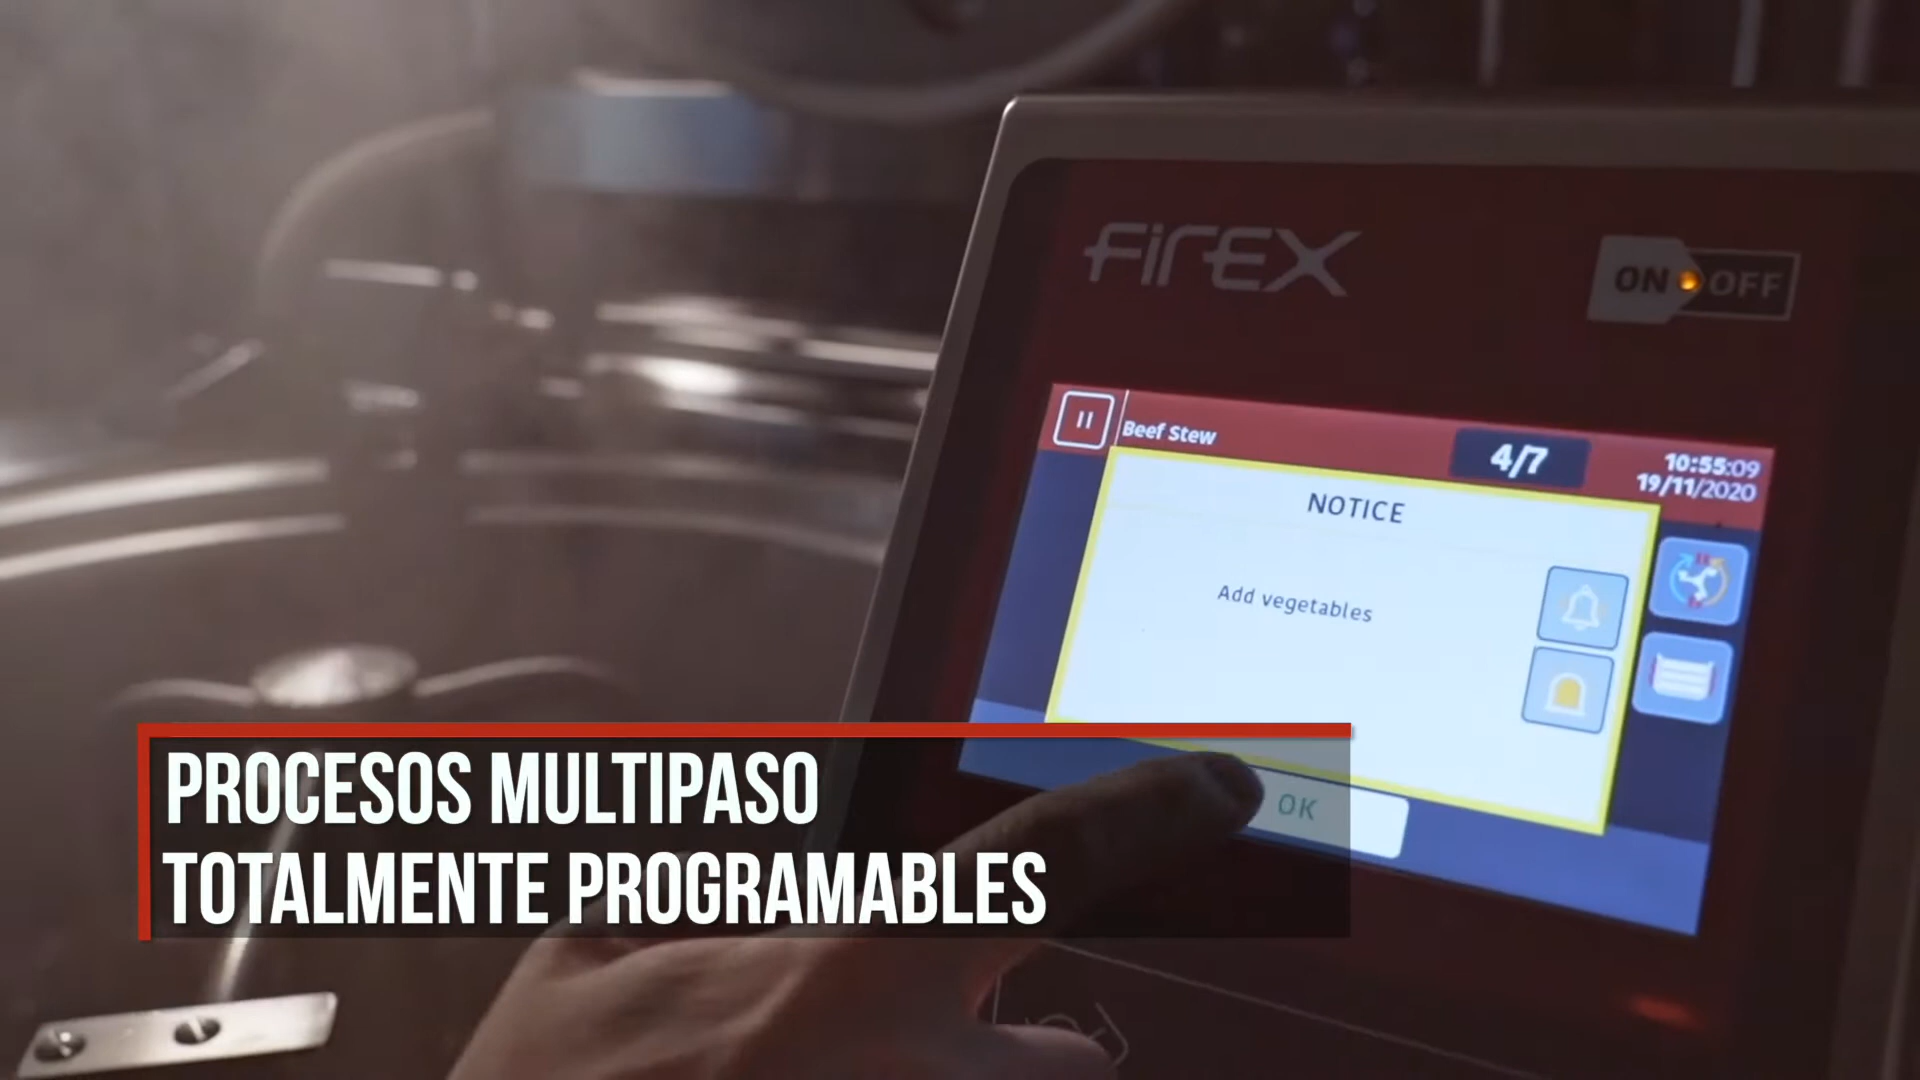 FIREX
ON OFF
Beef Stew
4/7
10:55:09
19/11/2020
NOTICE
Add vegetables
OK
PROCESOS MULTIPASO
TOTALMENTE PROGRAMABLES